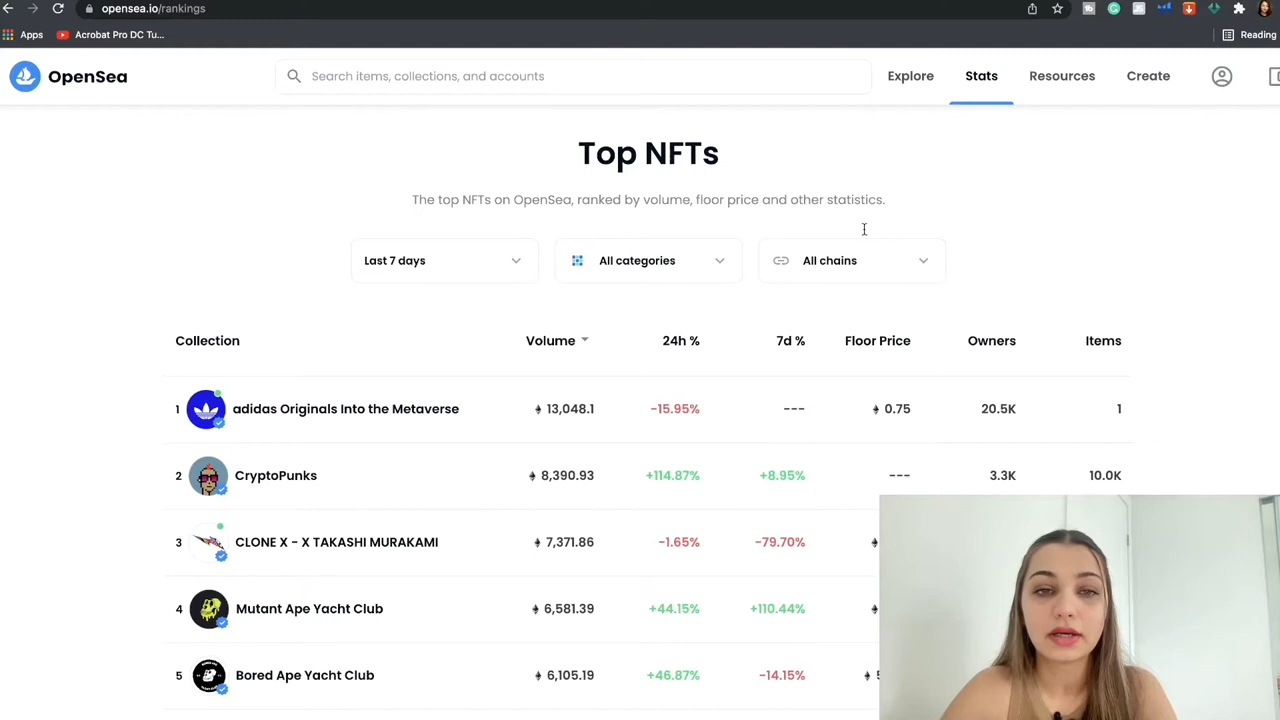 opensea.io/rankings
Apps
Acrobat Pro DC Tu...
Reading
OpenSea
Search items, collections, and accounts
Explore
Stats
Resources
Create
Top NFTs
The top NFTs on OpenSea, ranked by volume, floor price and other statistics.
Last 7 days
All categories
All chains
Collection Volume 24h % 7d % Floor Price Owners Items
1 adidas Originals Into the Metaverse 13,048.1 -15.95% --- 0.75 20.5K 1
2 CryptoPunks 8,390.93 +114.87% +8.95% --- 3.3K 10.0K
3 CLONE X - X TAKASHI MURAKAMI 7,371.86 -1.65% -79.70%
4 Mutant Ape Yacht Club 6,581.39 +44.15% +110.44%
5 Bored Ape Yacht Club 6,105.19 +46.87% -14.15%